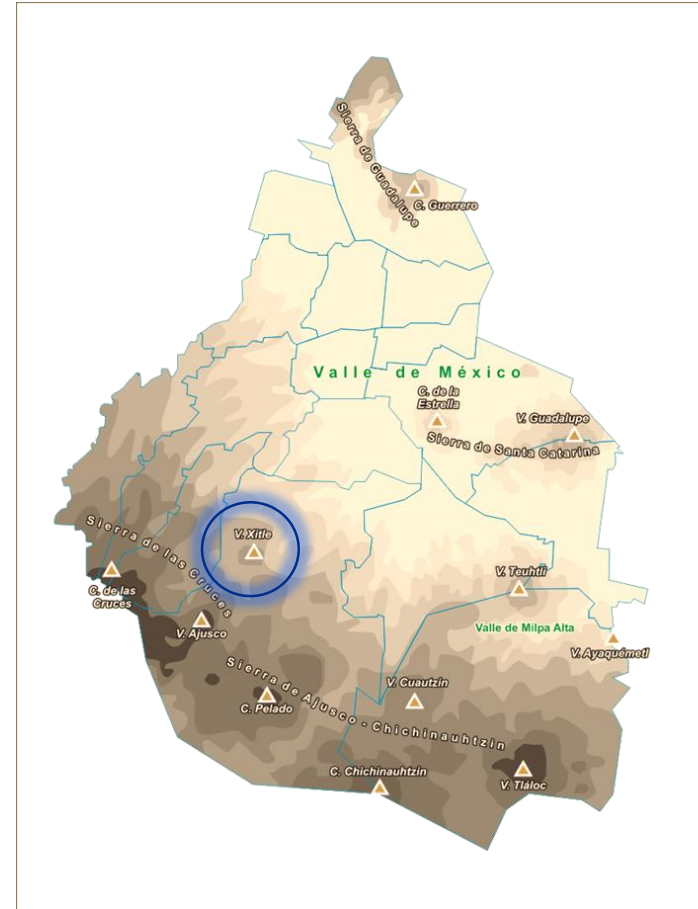 Sierra de Guadalupe
C. Guerrero
Valle de México
C. de la
Estrella
V. Guadalupe
Sierra de Santa Catarina
V. Xitle
Sierra de las Cruces
C. de las
Cruces
V. Teuhtli
V. Ajusco
Valle de Milpa Alta
V. Ayaquémetl
Sierra de Ajusco - Chichinauhtzin
V. Cuautzin
C. Pelado
C. Chichinauhtzin
V. Tláloc